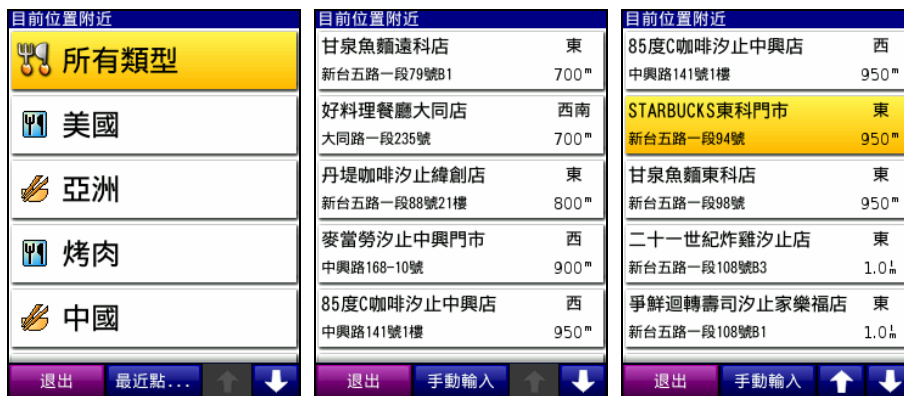 目前位置附近
所有類型
美國
亞洲
烤肉
中國
退出 最近點...
目前位置附近
甘泉魚麵遠科店 東
新台五路一段79號B1 700m
好料理餐廳大同店 西南
大同路一段235號 700m
丹堤咖啡汐止緯創店 東
新台五路一段88號21樓 800m
麥當勞汐止中興門市 西
中興路168-10號 900m
85度C咖啡汐止中興店 西
中興路141號1樓 950m
退出 手動輸入
目前位置附近
85度C咖啡汐止中興店 西
中興路141號1樓 950m
STARBUCKS東科門市 東
新台五路一段94號 950m
甘泉魚麵東科店 東
新台五路一段98號 950m
二十一世紀炸雞汐止店 東
新台五路一段108號B3 1.0km
爭鮮迴轉壽司汐止家樂福店 東
新台五路一段108號B1 1.0km
退出 手動輸入